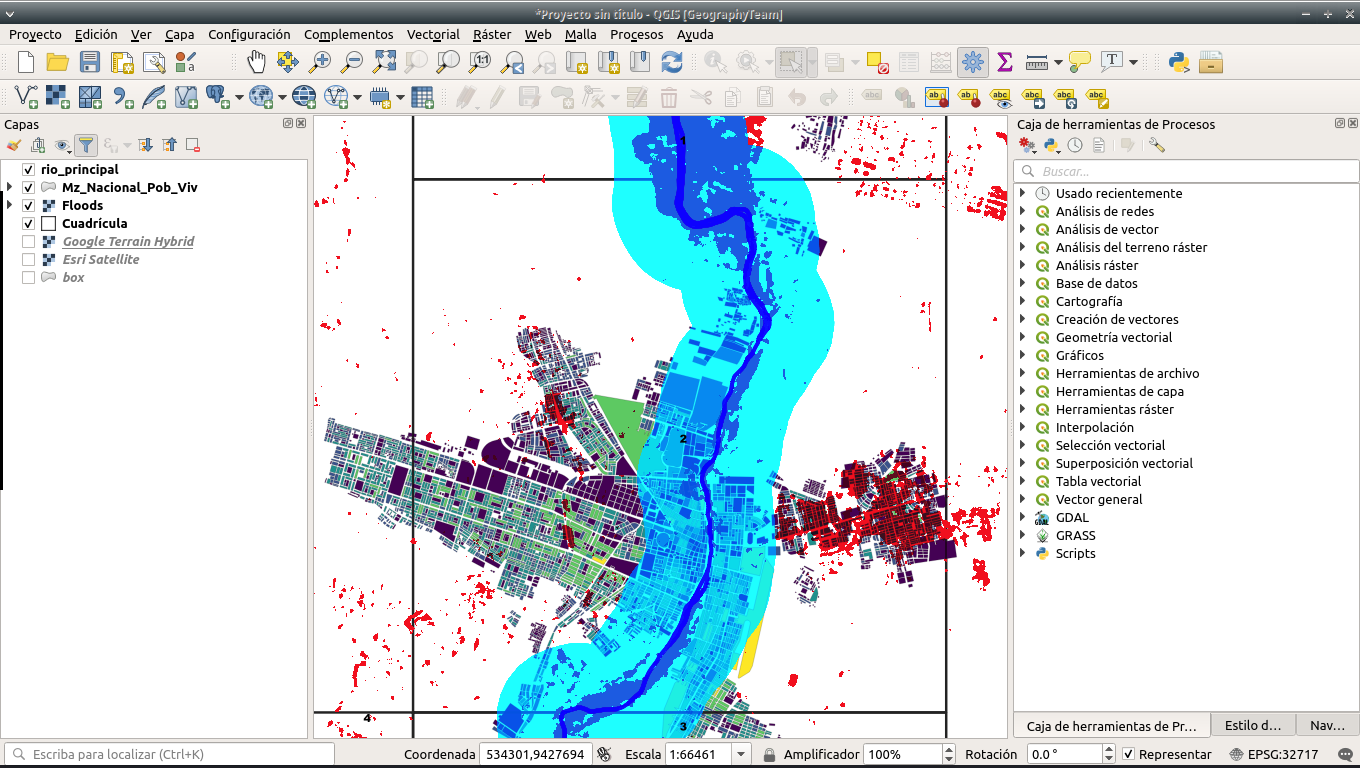 *Proyecto sin título - QGIS [GeographyTeam]
Proyecto Edición Ver Capa Configuración Complementos Vectorial Ráster Web Malla Procesos Ayuda
Capas
rio_principal
Mz_Nacional_Pob_Viv
Floods
Cuadrícula
Google Terrain Hybrid
Esri Satellite
box
2
3
4
Caja de herramientas de Procesos
Buscar...
Usado recientemente
Análisis de redes
Análisis de vector
Análisis del terreno ráster
Análisis ráster
Base de datos
Cartografía
Creación de vectores
Geometría vectorial
Gráficos
Herramientas de archivo
Herramientas de capa
Herramientas ráster
Interpolación
Selección vectorial
Superposición vectorial
Tabla vectorial
Vector general
GDAL
GRASS
Scripts
Caja de herramientas de Pr... Estilo d... Nav...
Escriba para localizar (Ctrl+K) Coordenada 534301,9427694 Escala 1:66461 Amplificador 100% Rotación 0.0 ° Representar EPSG:32717